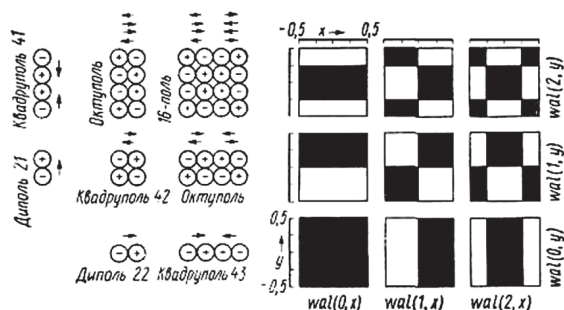 Квадруполь 41
Октуполь
16-поль
Диполь 21
Квадруполь 42 Октуполь
Диполь 22 Квадруполь 43
-0,5 x 0,5
wal(2,y)
wal(1,y)
0,5
y
-0,5
wal(0,y)
wal(0,x) wal(1,x) wal(2,x)